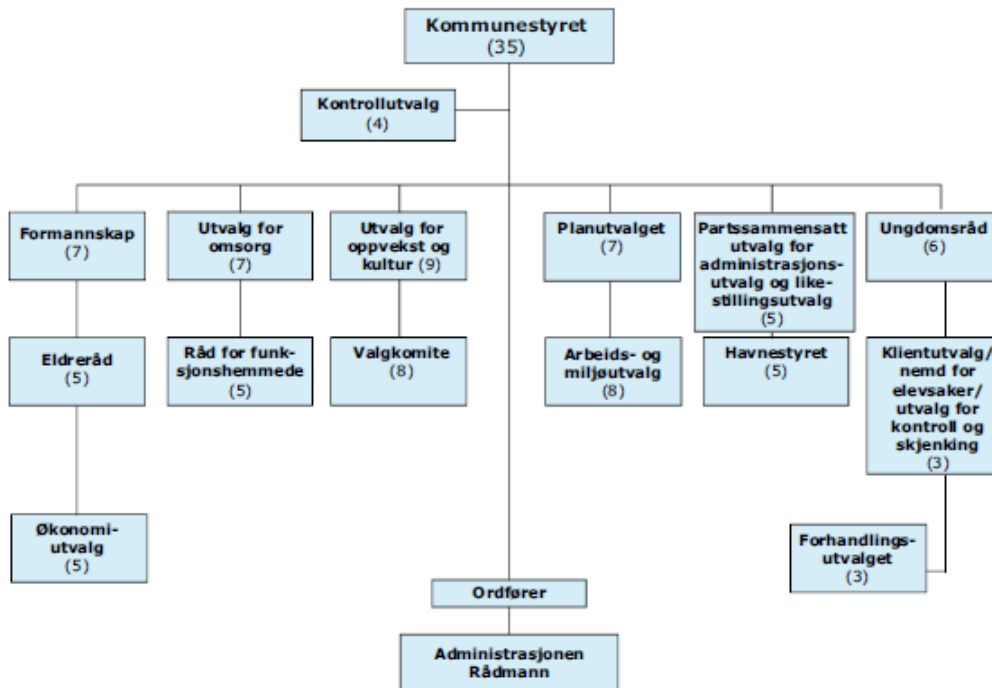 Kommunestyret
(35)
Kontrollutvalg
(4)
Formannskap
(7)
Utvalg for
omsorg
(7)
Utvalg for
oppvekst og
kultur (9)
Planutvalget
(7)
Partssammensatt
utvalg for
administrasjons-
utvalg og like-
stillingsutvalg
(5)
Ungdomsråd
(6)
Eldreråd
(5)
Råd for funk-
sjonshemmede
(5)
Valgkomite
(8)
Arbeids- og
miljøutvalg
(8)
Havnestyret
(5)
Klientutvalg/
nemd for
elevsaker/
utvalg for
kontroll og
skjenking
(3)
Økonomi-
utvalg
(5)
Forhandlings-
utvalget
(3)
Ordfører
Administrasjonen
Rådmann